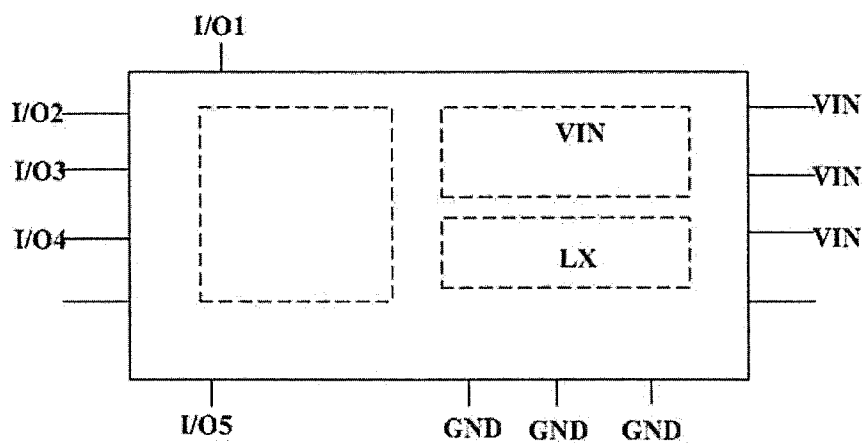 I/O1
I/O2
VIN
VIN
I/O3
VIN
I/O4
VIN
LX
I/O5
GND
GND
GND